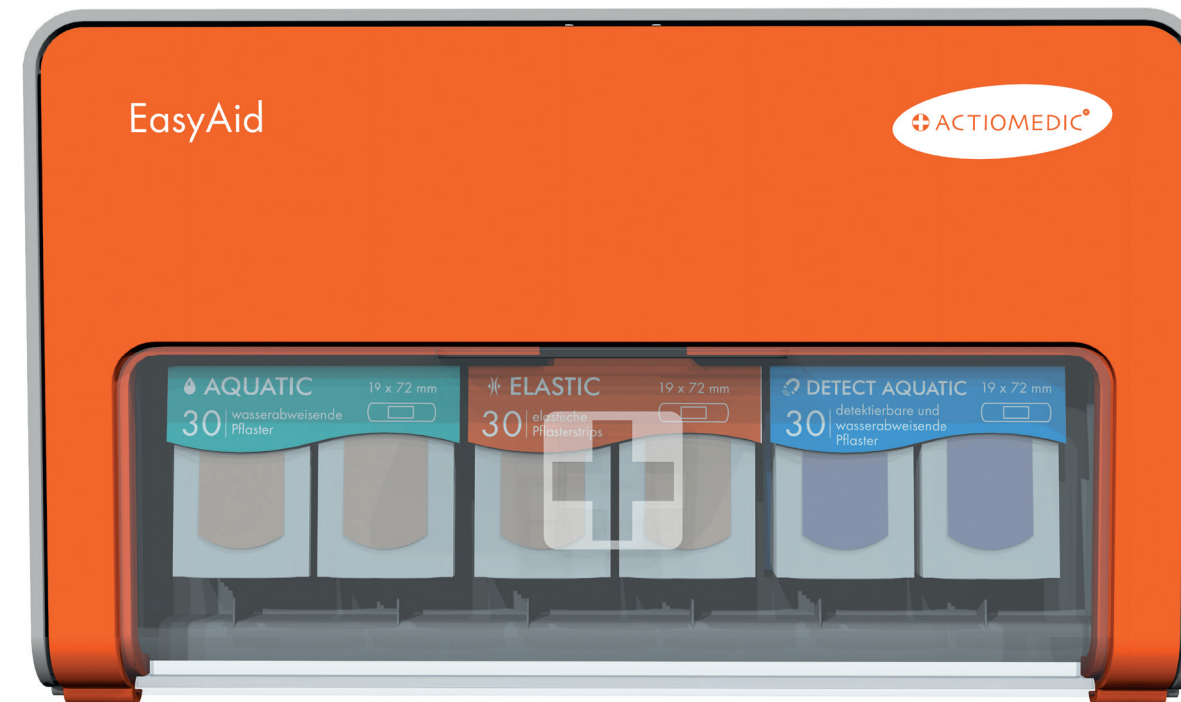 EasyAid
ACTIOMEDIC®
AQUATIC 19 x 72 mm
30 wasserabweisende
Pflaster
ELASTIC 19 x 72 mm
30 elastische
Pflasterstrips
DETECT AQUATIC 19 x 72 mm
30 detektierbare und
wasserabweisende
Pflaster